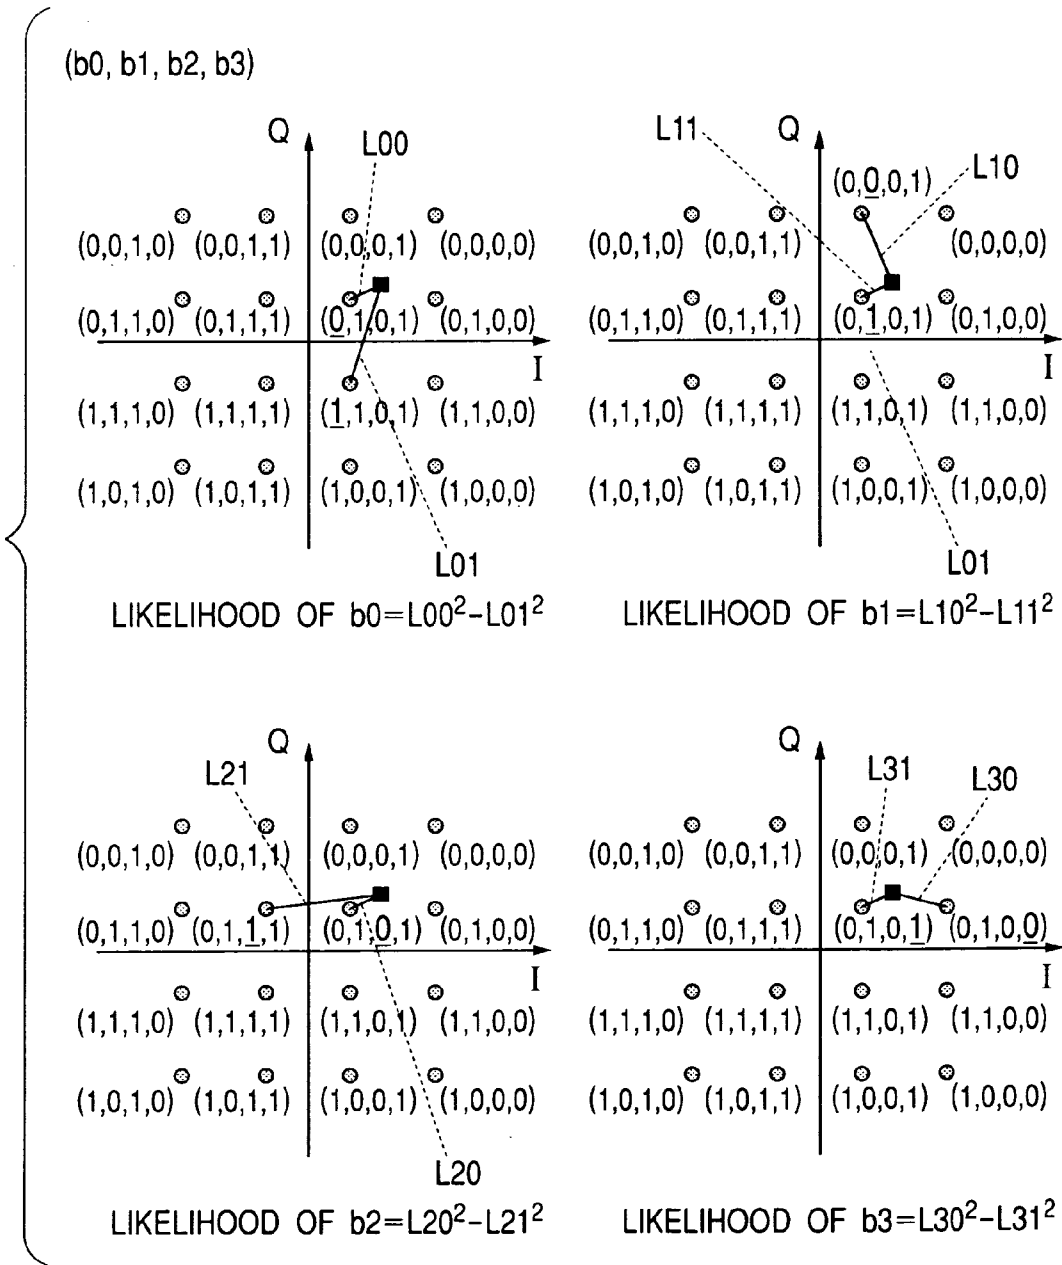 (b0, b1, b2, b3)
Q
L00
(0,0,1,0) (0,0,1,1) (0,0,0,1) (0,0,0,0)
(0,1,1,0) (0,1,1,1) (0,1,0,1) (0,1,0,0)
I
(1,1,1,0) (1,1,1,1) (1,1,0,1) (1,1,0,0)
(1,0,1,0) (1,0,1,1) (1,0,0,1) (1,0,0,0)
L01
LIKELIHOOD OF b0=L00²-L01²
Q
L11
L10
(0,0,0,1)
(0,0,1,0) (0,0,1,1) (0,0,0,0)
(0,1,1,0) (0,1,1,1) (0,1,0,1) (0,1,0,0)
I
(1,1,1,0) (1,1,1,1) (1,1,0,1) (1,1,0,0)
(1,0,1,0) (1,0,1,1) (1,0,0,1) (1,0,0,0)
L01
LIKELIHOOD OF b1=L10²-L11²
Q
L21
(0,0,1,0) (0,0,1,1) (0,0,0,1) (0,0,0,0)
(0,1,1,0) (0,1,1,1) (0,1,0,1) (0,1,0,0)
I
(1,1,1,0) (1,1,1,1) (1,1,0,1) (1,1,0,0)
(1,0,1,0) (1,0,1,1) (1,0,0,1) (1,0,0,0)
L20
LIKELIHOOD OF b2=L20²-L21²
Q
L31
L30
(0,0,1,0) (0,0,1,1) (0,0,0,1) (0,0,0,0)
(0,1,1,0) (0,1,1,1) (0,1,0,1) (0,1,0,0)
I
(1,1,1,0) (1,1,1,1) (1,1,0,1) (1,1,0,0)
(1,0,1,0) (1,0,1,1) (1,0,0,1) (1,0,0,0)
LIKELIHOOD OF b3=L30²-L31²